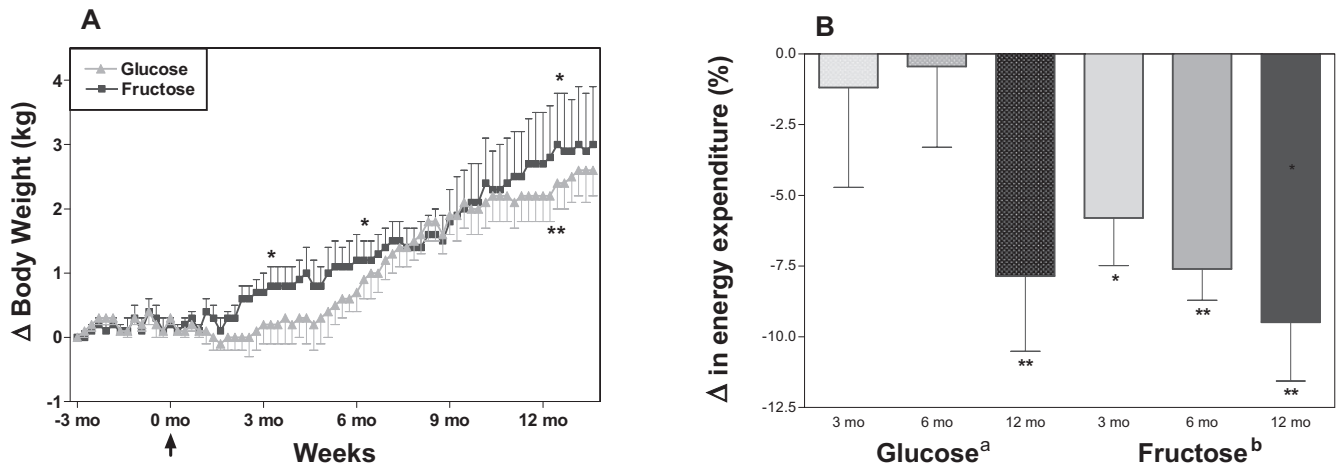 A
Glucose
Fructose
Δ Body Weight (kg)
4
3
2
1
0
-1
*
*
*
**
-3 mo
0 mo
3 mo
6 mo
9 mo
12 mo
Weeks
B
Δ in energy expenditure (%)
0.0
-2.5
-5.0
-7.5
-10.0
-12.5
**
*
**
*
**
3 mo
6 mo
12 mo
3 mo
6 mo
12 mo
Glucoseᵃ
Fructoseᵇ